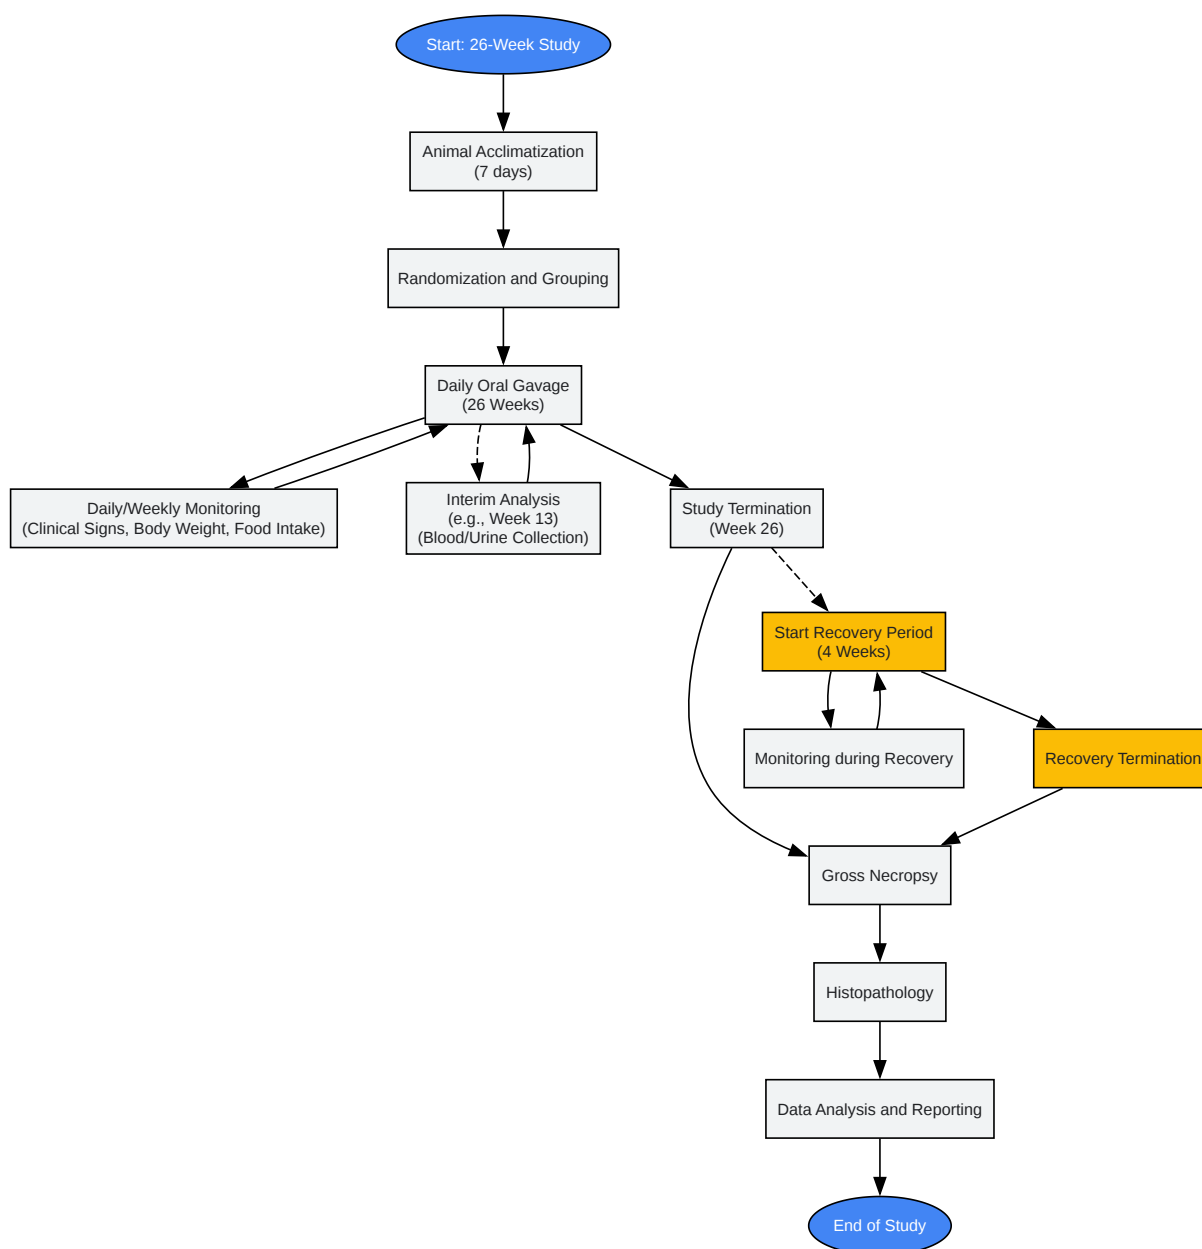 Start: 26-Week Study
Animal Acclimatization
(7 days)
Randomization and Grouping
Daily Oral Gavage
(26 Weeks)
Daily/Weekly Monitoring
(Clinical Signs, Body Weight, Food Intake)
Interim Analysis
(e.g., Week 13)
(Blood/Urine Collection)
Study Termination
(Week 26)
Start Recovery Period
(4 Weeks)
Monitoring during Recovery
Recovery Termination
Gross Necropsy
Histopathology
Data Analysis and Reporting
End of Study